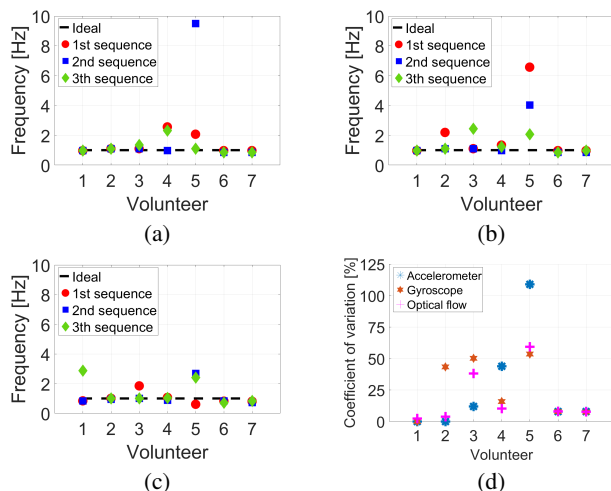 10
8
6
4
2
0
Frequency [Hz]
Ideal
1st sequence
2nd sequence
3th sequence
1 2 3 4 5 6 7
Volunteer
(a)
10
8
6
4
2
0
Frequency [Hz]
Ideal
1st sequence
2nd sequence
3th sequence
1 2 3 4 5 6 7
Volunteer
(b)
10
8
6
4
2
0
Frequency [Hz]
Ideal
1st sequence
2nd sequence
3th sequence
1 2 3 4 5 6 7
Volunteer
(c)
125
100
75
50
25
0
Coefficient of variation [%]
Accelerometer
Gyroscope
Optical flow
1 2 3 4 5 6 7
Volunteer
(d)